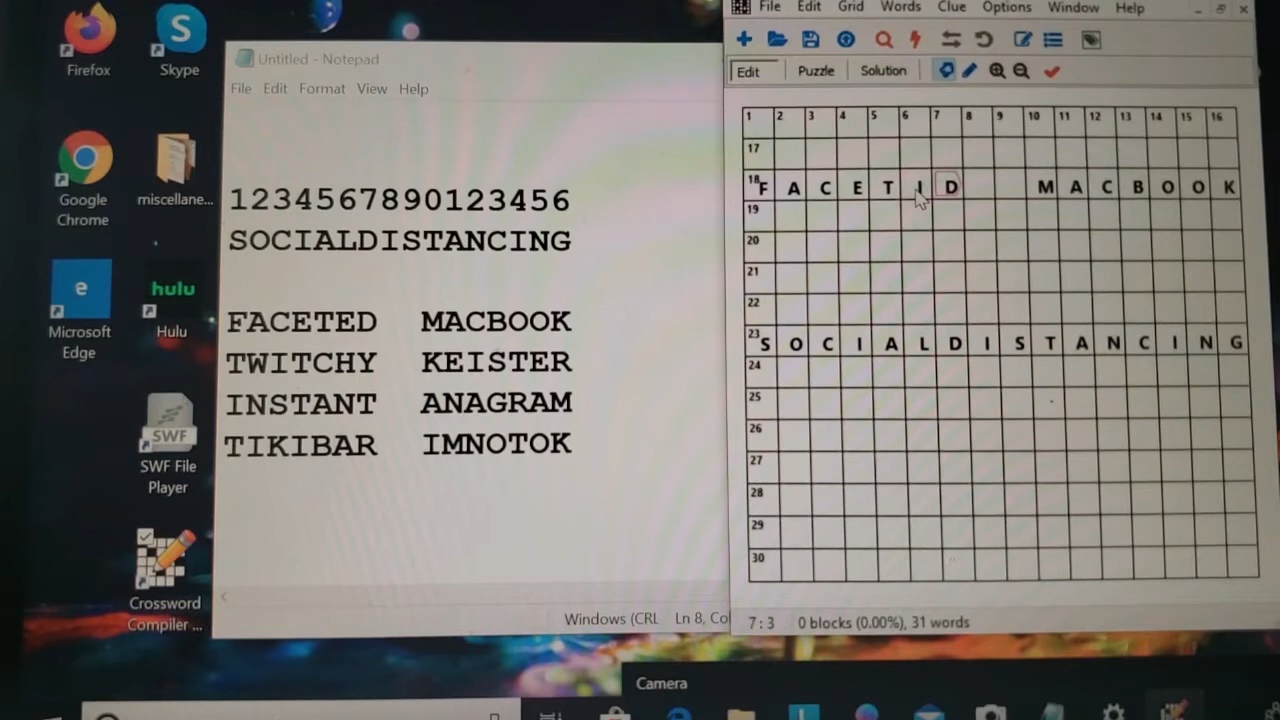 Firefox
Skype
Google
Chrome
miscellane...
e
Microsoft
Edge
hulu
Hulu
SWF
SWF File
Player
Crossword
Compiler ...
Untitled - Notepad
File Edit Format View Help
1234567890123456
SOCIALDISTANCING
FACETED MACBOOK
TWITCHY KEISTER
INSTANT ANAGRAM
TIKIBAR IMNOTOK
Windows (CRL Ln 8, Co
File Edit Grid Words Clue Options Window Help
Edit Puzzle Solution
1 2 3 4 5 6 7 8 9 10 11 12 13 14 15 16
17
18 F A C E T I D M A C B O O K
19
20
21
22
23 S O C I A L D I S T A N C I N G
24
25
26
27
28
29
30
7 : 3 0 blocks (0.00%), 31 words
Camera